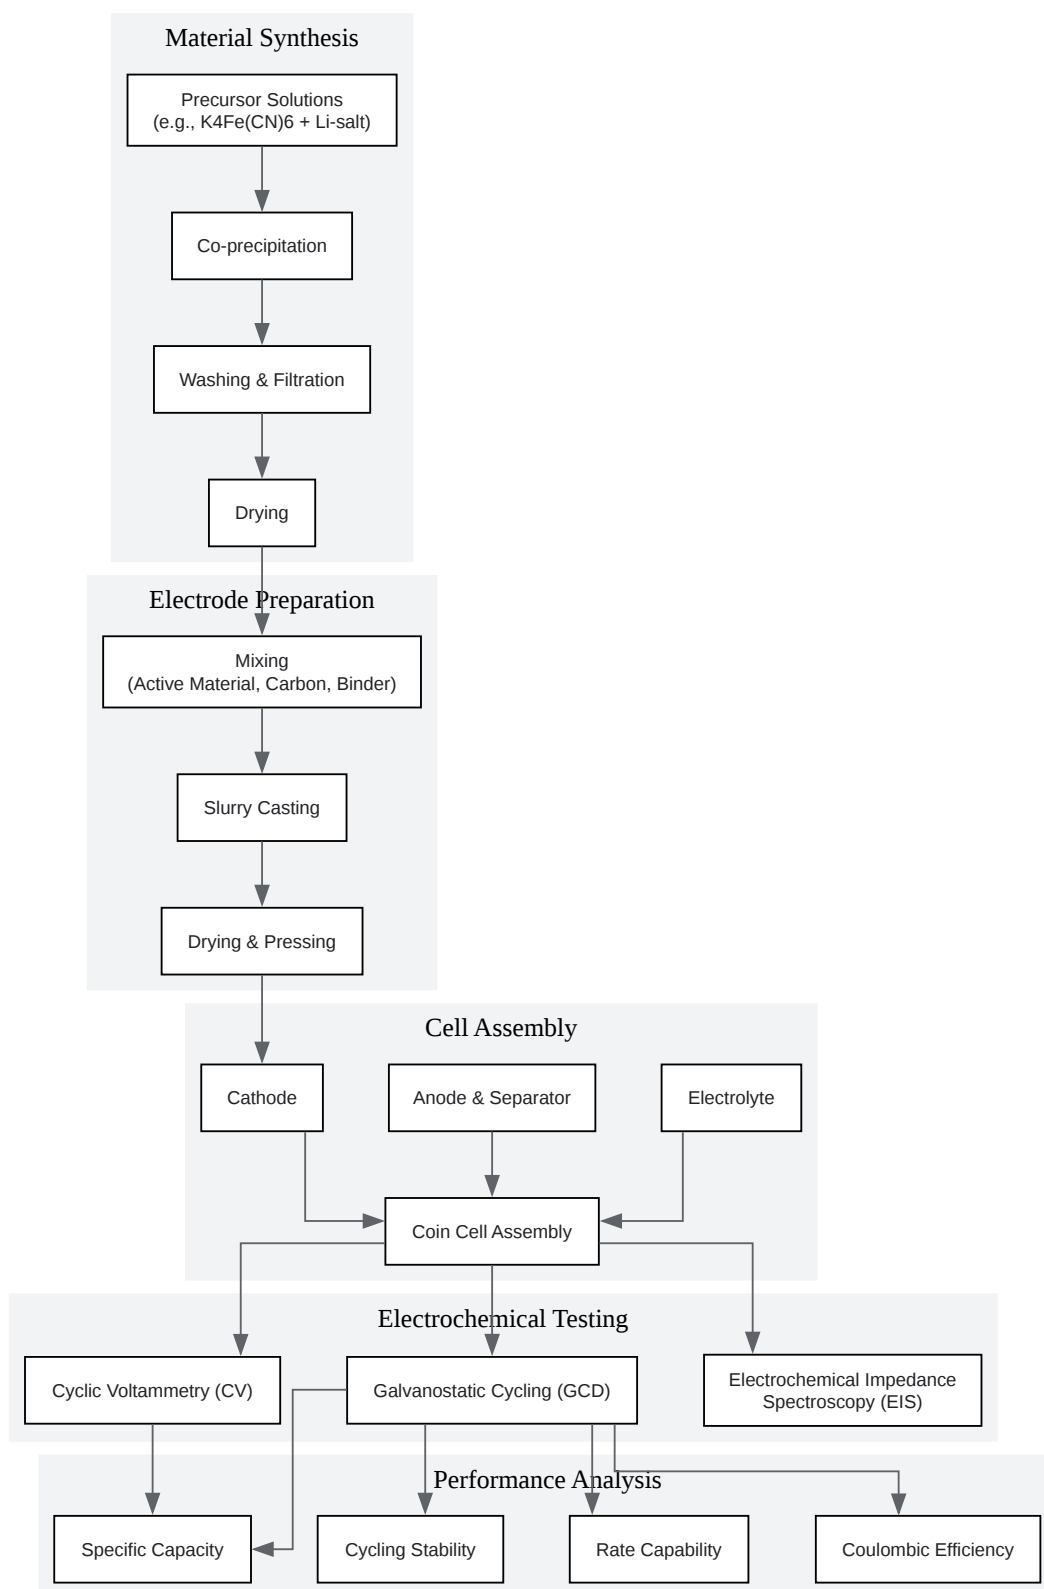 Material Synthesis
Precursor Solutions
(e.g., K4Fe(CN)6 + Li-salt)
Co-precipitation
Washing & Filtration
Drying
Electrode Preparation
Mixing
(Active Material, Carbon, Binder)
Slurry Casting
Drying & Pressing
Cell Assembly
Cathode
Anode & Separator
Electrolyte
Coin Cell Assembly
Electrochemical Testing
Cyclic Voltammetry (CV)
Galvanostatic Cycling (GCD)
Electrochemical Impedance
Spectroscopy (EIS)
Performance Analysis
Specific Capacity
Cycling Stability
Rate Capability
Coulombic Efficiency